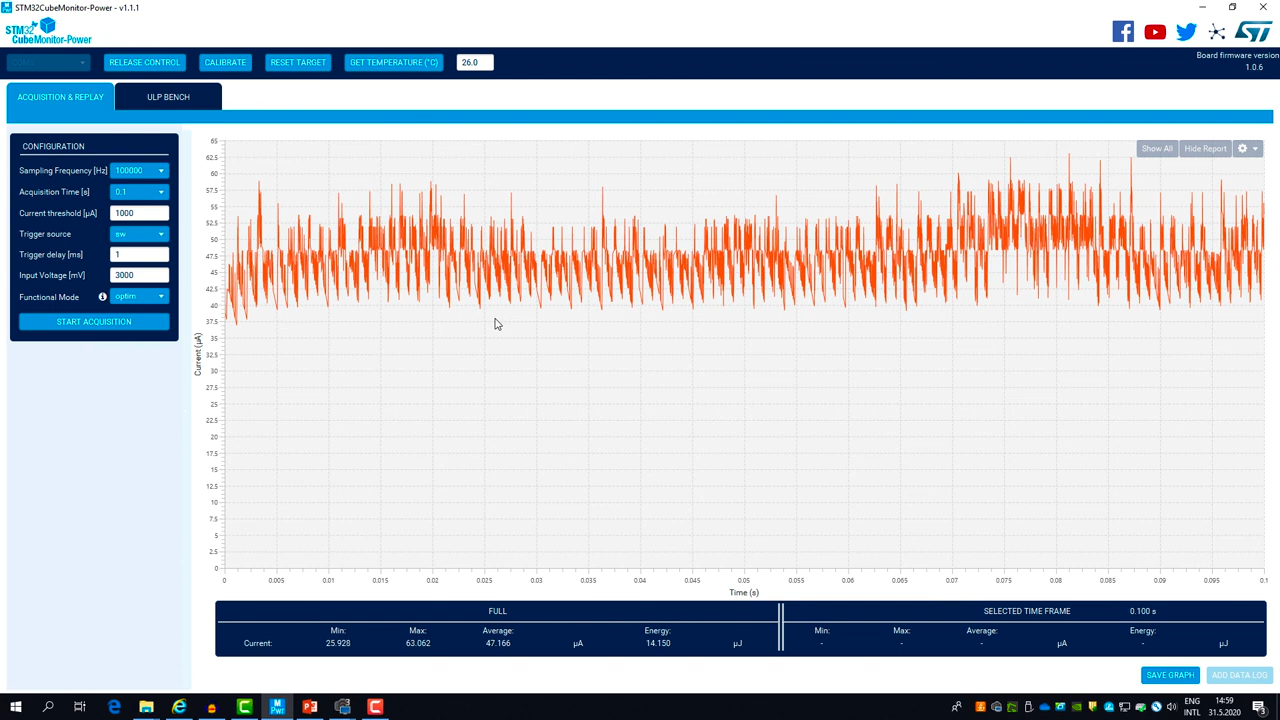 STM32CubeMonitor-Power - v1.1.1
STM32
CubeMonitor-Power
RELEASE CONTROL
CALIBRATE
RESET TARGET
GET TEMPERATURE (°C)
26.0
Board firmware version
1.0.6
ACQUISITION & REPLAY
ULP BENCH
CONFIGURATION
Sampling Frequency [Hz] 100000
Acquisition Time [s] 0.1
Current threshold [µA] 1000
Trigger source sw
Trigger delay [ms] 1
Input Voltage [mV] 3000
Functional Mode optim
START ACQUISITION
Show All
Hide Report
65
62.5
60
57.5
55
52.5
50
47.5
45
42.5
40
37.5
35
32.5
30
27.5
25
22.5
20
17.5
15
12.5
10
7.5
5
2.5
0
Current (µA)
0 0.005 0.01 0.015 0.02 0.025 0.03 0.035 0.04 0.045 0.05 0.055 0.06 0.065 0.07 0.075 0.08 0.085 0.09 0.095 0.1
Time (s)
FULL
Min: Max: Average: Energy:
Current: 25.928 63.062 47.166 µA 14.150 µJ
SELECTED TIME FRAME 0.100 s
Min: Max: Average: Energy:
- - - µA - µJ
SAVE GRAPH
ADD DATA LOG
ENG
INTL
14:59
31.5.2020
3